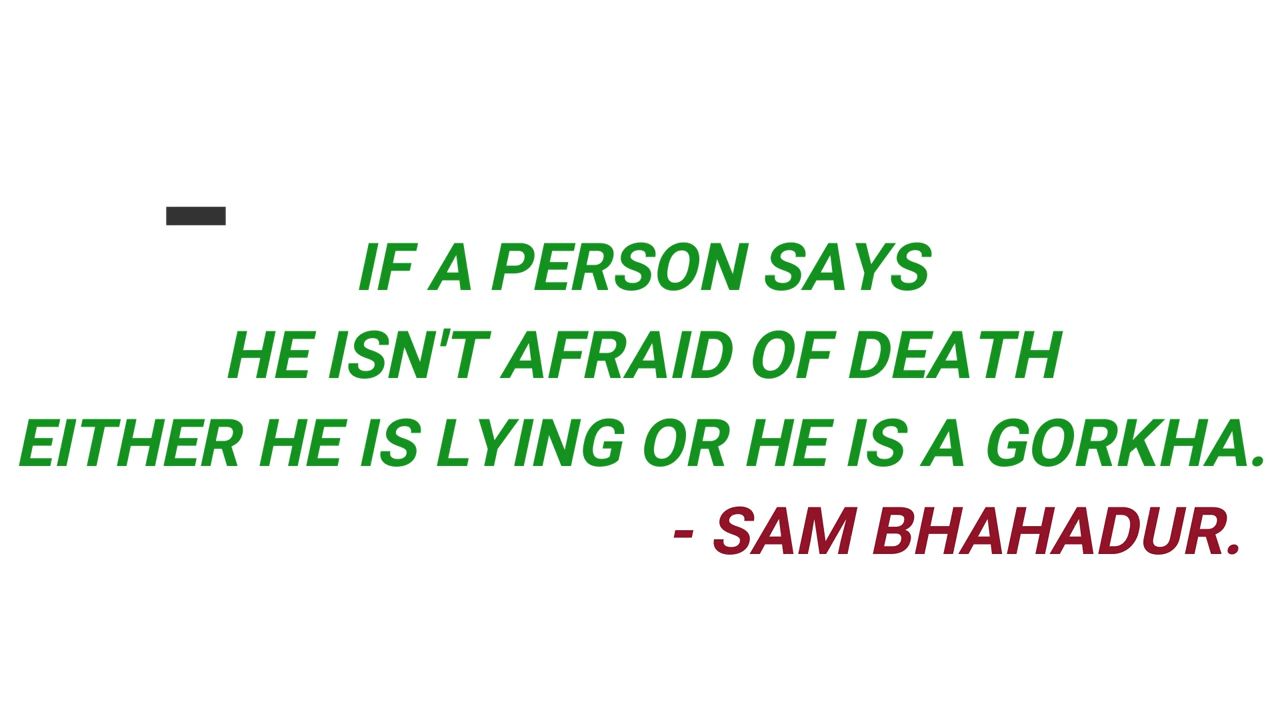 IF A PERSON SAYS
HE ISN'T AFRAID OF DEATH
EITHER HE IS LYING OR HE IS A GORKHA.
- SAM BHAHADUR.